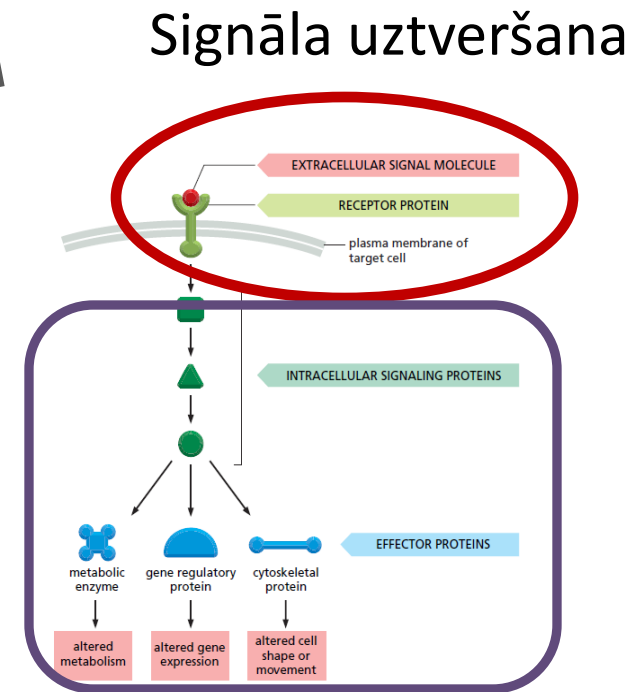 Signāla uztveršana
EXTRACELLULAR SIGNAL MOLECULE
RECEPTOR PROTEIN
plasma membrane of
target cell
INTRACELLULAR SIGNALING PROTEINS
EFFECTOR PROTEINS
metabolic
enzyme
gene regulatory
protein
cytoskeletal
protein
altered
metabolism
altered gene
expression
altered cell
shape or
movement